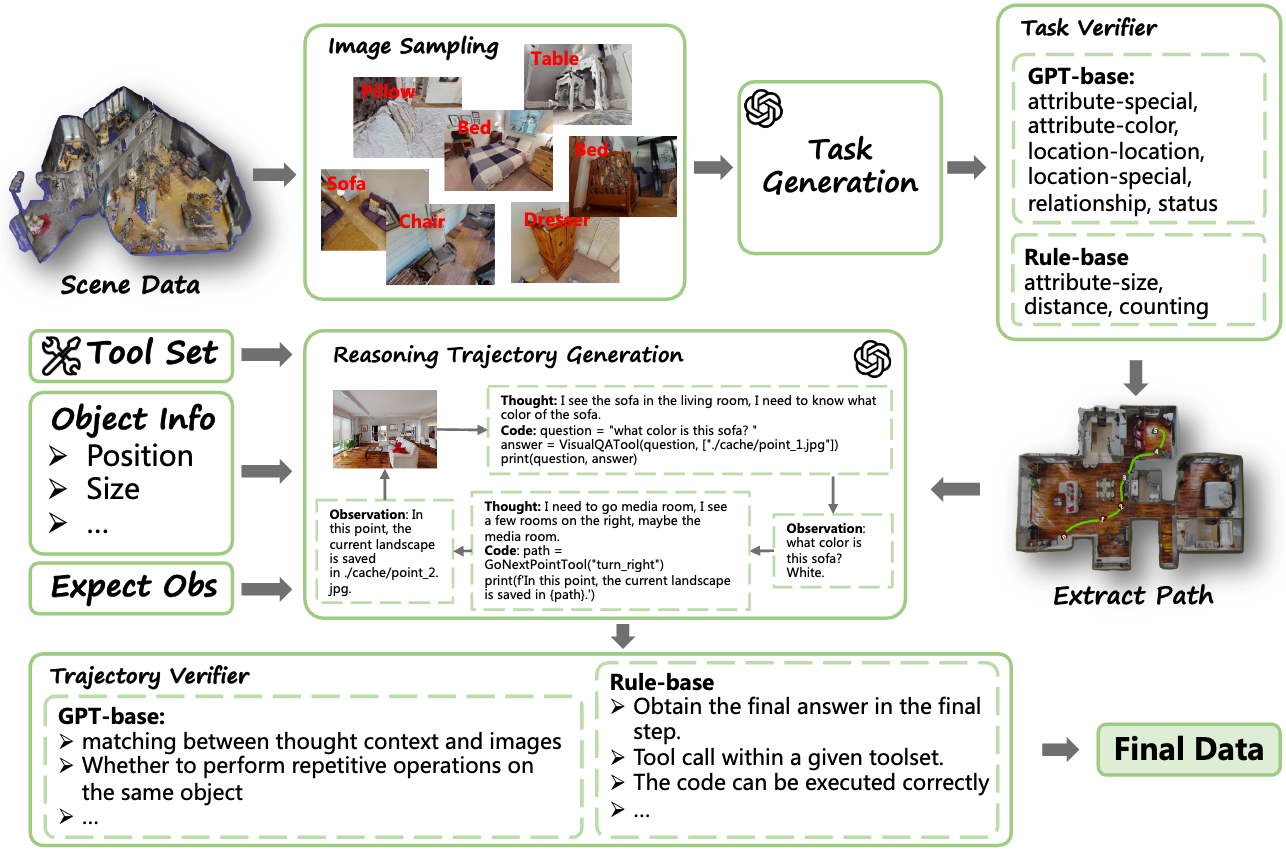 Image Sampling
Pillow
Table
Bed
Bed
Sofa
Chair
Dresser
Scene Data
Task
Generation
Task Verifier
GPT-base:
attribute-special,
attribute-color,
location-location,
location-special,
relationship, status
Rule-base
attribute-size,
distance, counting
Tool Set
Object Info
➢ Position
➢ Size
➢ ...
Expect Obs
Reasoning Trajectory Generation
Thought: I see the sofa in the living room, I need to know what
color of the sofa.
Code: question = "what color is this sofa? "
answer = VisualQATool(question, ["./cache/point_1.jpg"])
print(question, answer)
Observation:
what color is
this sofa?
White.
Thought: I need to go media room, I see
a few rooms on the right, maybe the
media room.
Code: path =
GoNextPointTool("turn_right")
print(f'In this point, the current landscape
is saved in {path}.')
Observation: In
this point, the
current landscape
is saved
in ./cache/point_2.
jpg.
Extract Path
Trajectory Verifier
GPT-base:
➢ matching between thought context and images
➢ Whether to perform repetitive operations on
the same object
➢ ...
Rule-base
➢ Obtain the final answer in the final
step.
➢ Tool call within a given toolset.
➢ The code can be executed correctly
➢ ...
Final Data